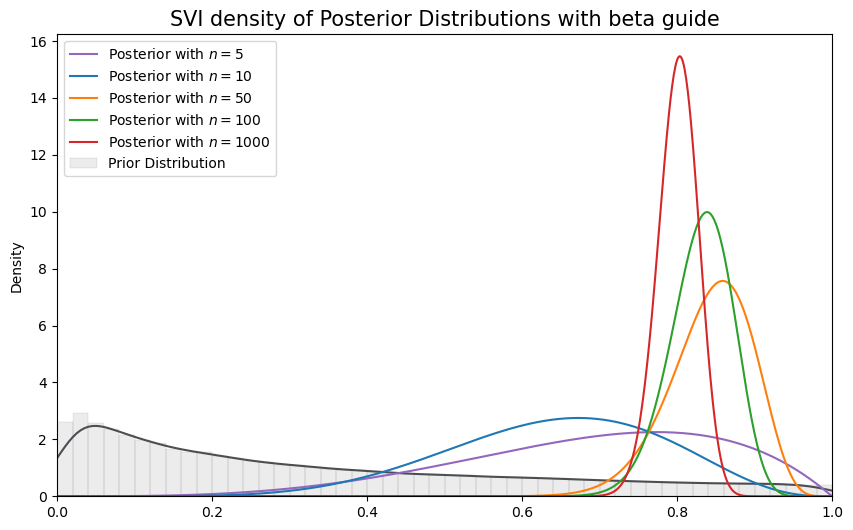 SVI density of Posterior Distributions with beta guide
16
14
12
10
8
6
4
2
0
Density
Posterior with n = 5
Posterior with n = 10
Posterior with n = 50
Posterior with n = 100
Posterior with n = 1000
Prior Distribution
0.0 0.2 0.4 0.6 0.8 1.0